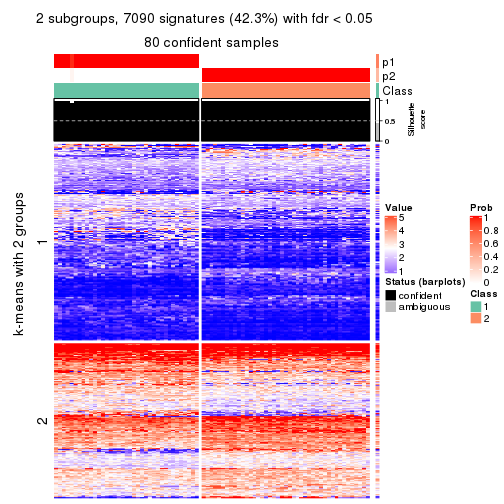 2 subgroups, 7090 signatures (42.3%) with fdr < 0.05
80 confident samples
p1
p2
Class
1
0.5
0
Silhouette
score
k-means with 2 groups
1
2
Value
5
4
3
2
1
Status (barplots)
confident
ambiguous
Prob
1
0.8
0.6
0.4
0.2
0
Class
1
2